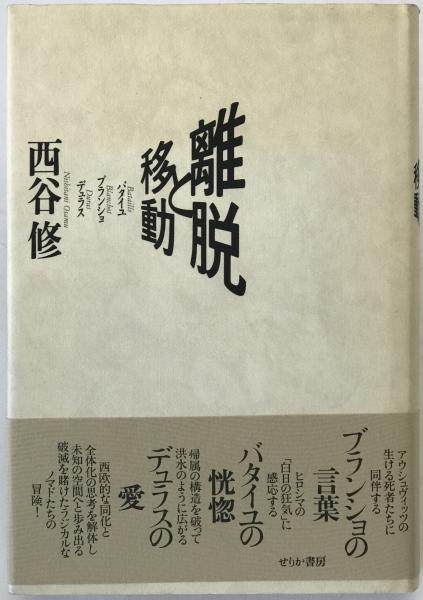 離脱と
移動
バタイユ
Bataille
ブランショ
Blanchot
デュラス
Duras
西谷修
Nishitani Osamu
移動
アウシュヴィッツの
生ける死者たちに
同伴する
ブランショの
言葉
ヒロシマの
「白日の狂気」に
感応する
バタイユの
恍惚
帰属の構造を破って
洪水のように広がる
デュラスの
愛
西欧的な同化と
全体化の思考を解体し
未知の空間へと歩み出る
破滅を賭けたラジカルな
ノマドたちの
冒険!
せりか書房